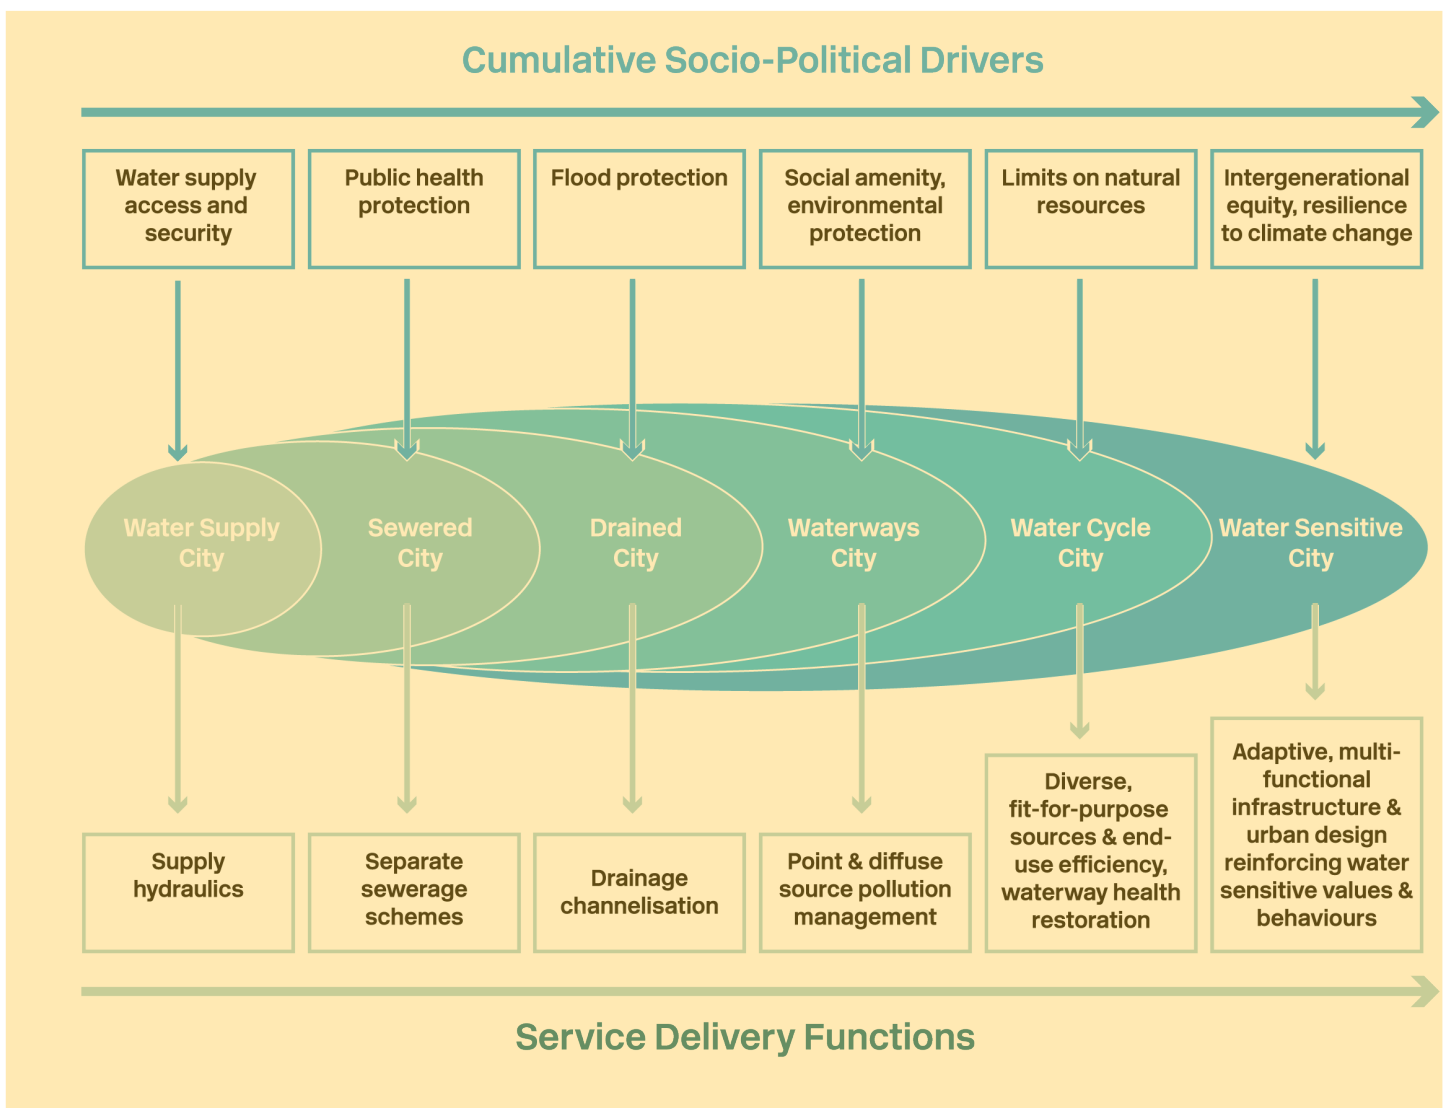 Cumulative Socio-Political Drivers
Water supply
access and
security
Public health
protection
Flood protection
Social amenity,
environmental
protection
Limits on natural
resources
Intergenerational
equity, resilience
to climate change
Water Supply
City
Sewered
City
Drained
City
Waterways
City
Water Cycle
City
Water Sensitive
City
Supply
hydraulics
Separate
sewerage
schemes
Drainage
channelisation
Point & diffuse
source pollution
management
Diverse,
fit-for-purpose
sources & end-
use efficiency,
waterway health
restoration
Adaptive, multi-
functional
infrastructure &
urban design
reinforcing water
sensitive values &
behaviours
Service Delivery Functions